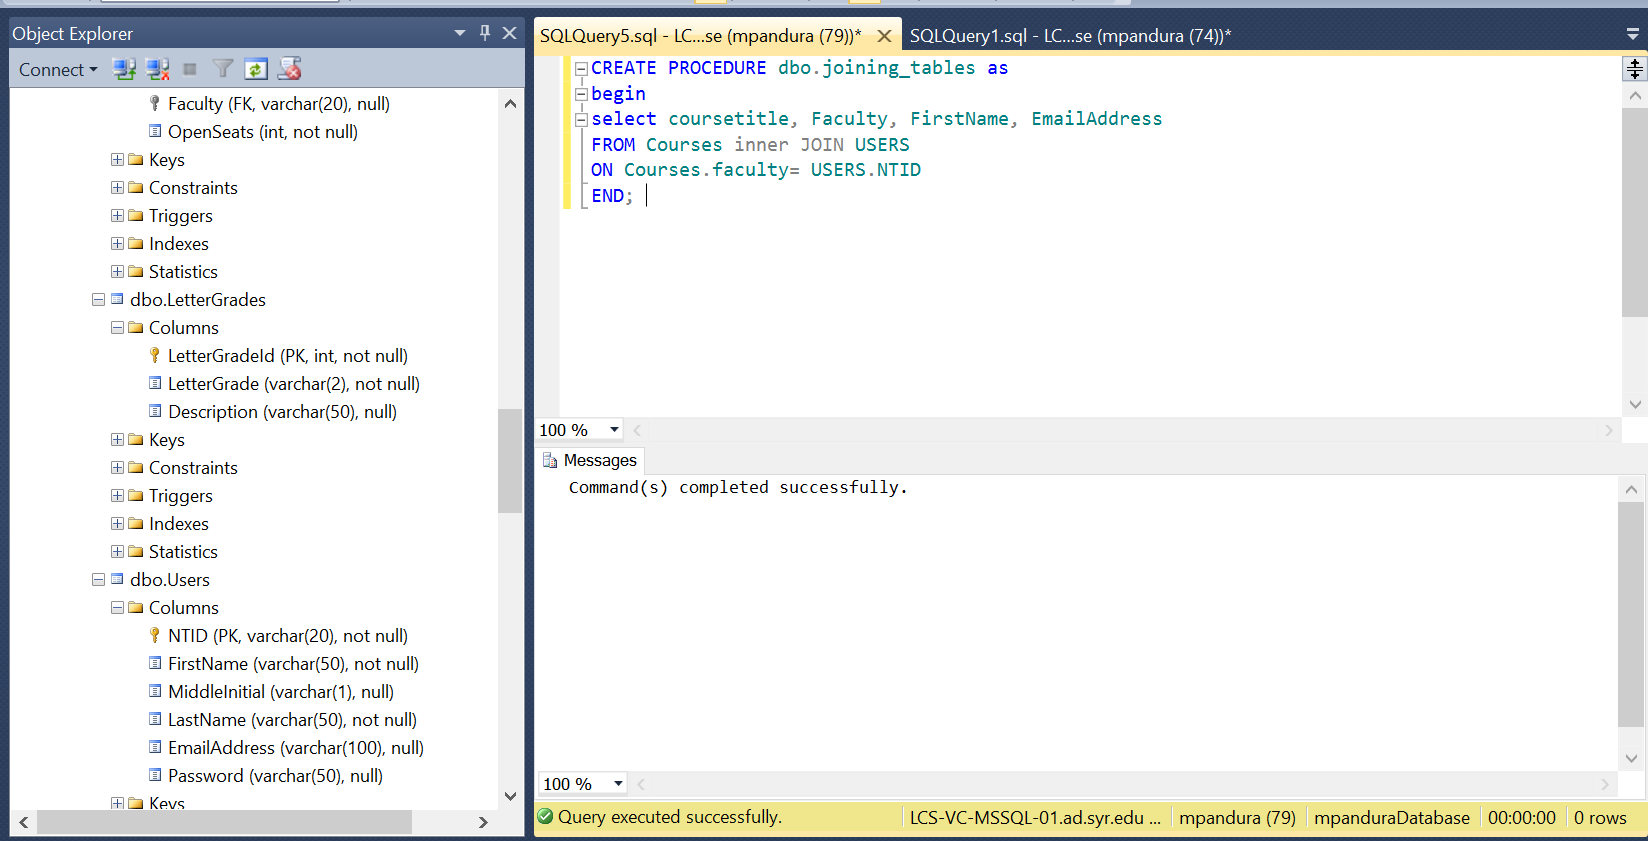 Object Explorer
Connect
Faculty (FK, varchar(20), null)
OpenSeats (int, not null)
Keys
Constraints
Triggers
Indexes
Statistics
dbo.LetterGrades
Columns
LetterGradeId (PK, int, not null)
LetterGrade (varchar(2), not null)
Description (varchar(50), null)
Keys
Constraints
Triggers
Indexes
Statistics
dbo.Users
Columns
NTID (PK, varchar(20), not null)
FirstName (varchar(50), not null)
MiddleInitial (varchar(1), null)
LastName (varchar(50), not null)
EmailAddress (varchar(100), null)
Password (varchar(50), null)
Keys
SQLQuery5.sql - LC...se (mpandura (79))* SQLQuery1.sql - LC...se (mpandura (74))*
CREATE PROCEDURE dbo.joining_tables as
begin
select coursetitle, Faculty, FirstName, EmailAddress
FROM Courses inner JOIN USERS
ON Courses.faculty= USERS.NTID
END;
100 %
Messages
Command(s) completed successfully.
100 %
Query executed successfully. LCS-VC-MSSQL-01.ad.syr.edu ... mpandura (79) mpanduraDatabase 00:00:00 0 rows